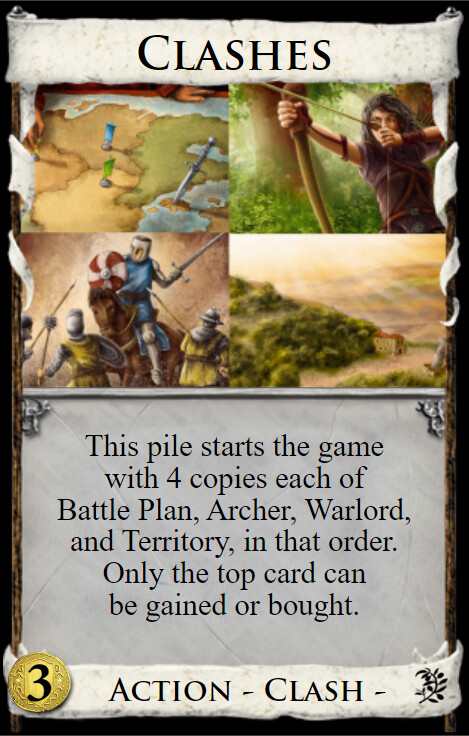 CLASHES
This pile starts the game
with 4 copies each of
Battle Plan, Archer, Warlord,
and Territory, in that order.
Only the top card can
be gained or bought.
3
ACTION - CLASH -